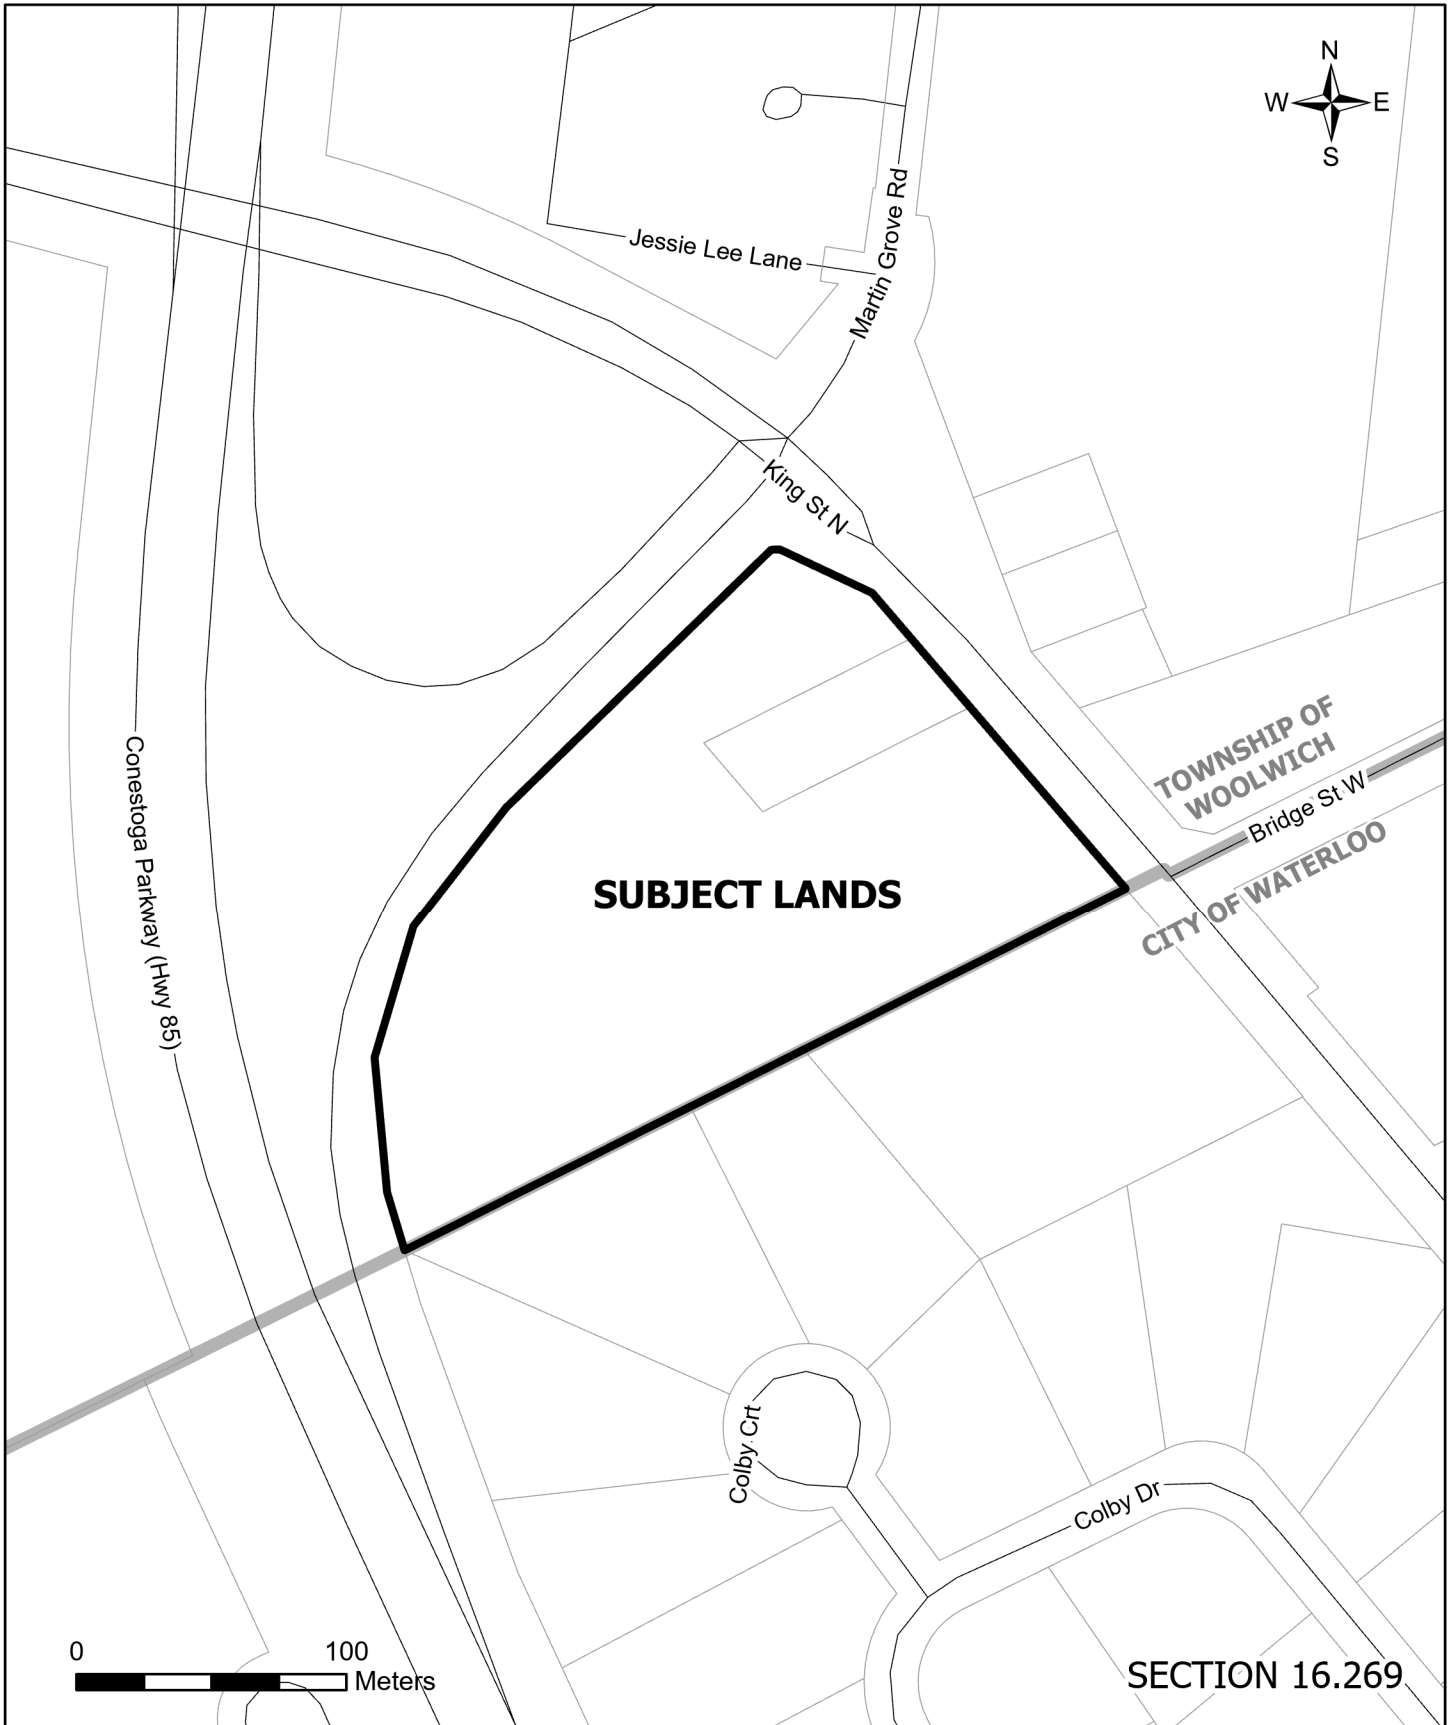 N
W E
S
Jessie Lee Lane
Martin Grove Rd
King St N
Conestoga Parkway (Hwy 85)
TOWNSHIP OF
WOOLWICH
Bridge St W
CITY OF WATERLOO
SUBJECT LANDS
Colby Crt
Colby Dr
0 100
Meters
SECTION 16.269